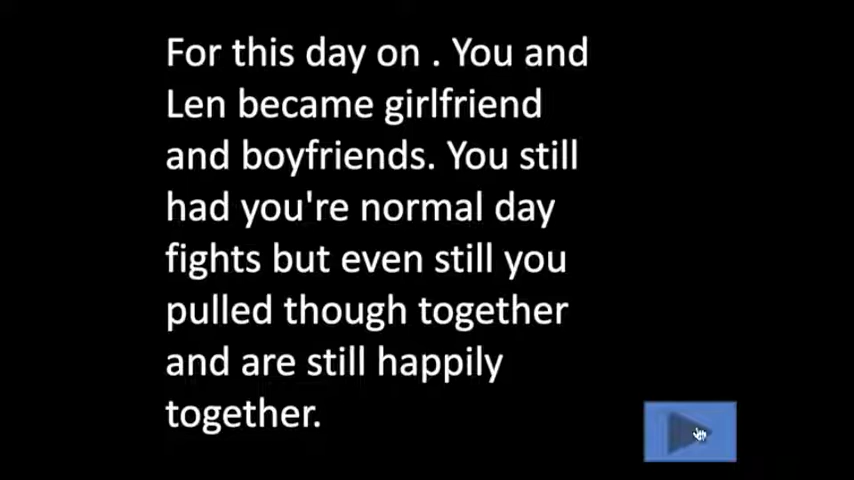 For this day on . You and
Len became girlfriend
and boyfriends. You still
had you're normal day
fights but even still you
pulled though together
and are still happily
together.